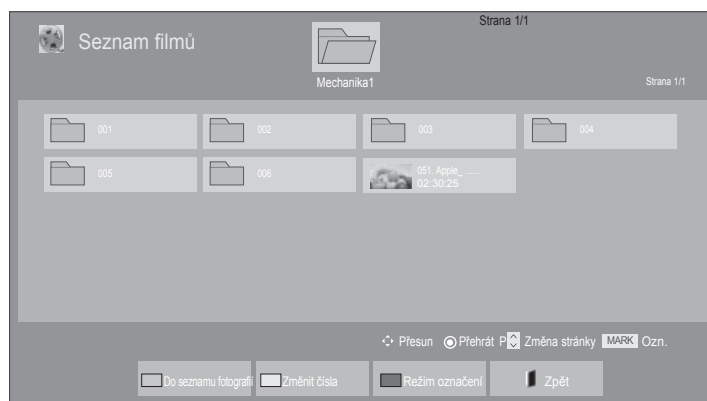 Strana 1/1
Seznam filmů
Mechanika1
Strana 1/1
001 002 003 004
005 006 051. Apple_ ......
02:30:25
Přesun Přehrát P Změna stránky MARK Ozn.
Do seznamu fotografií Změnit čísla Režim označení Zpět